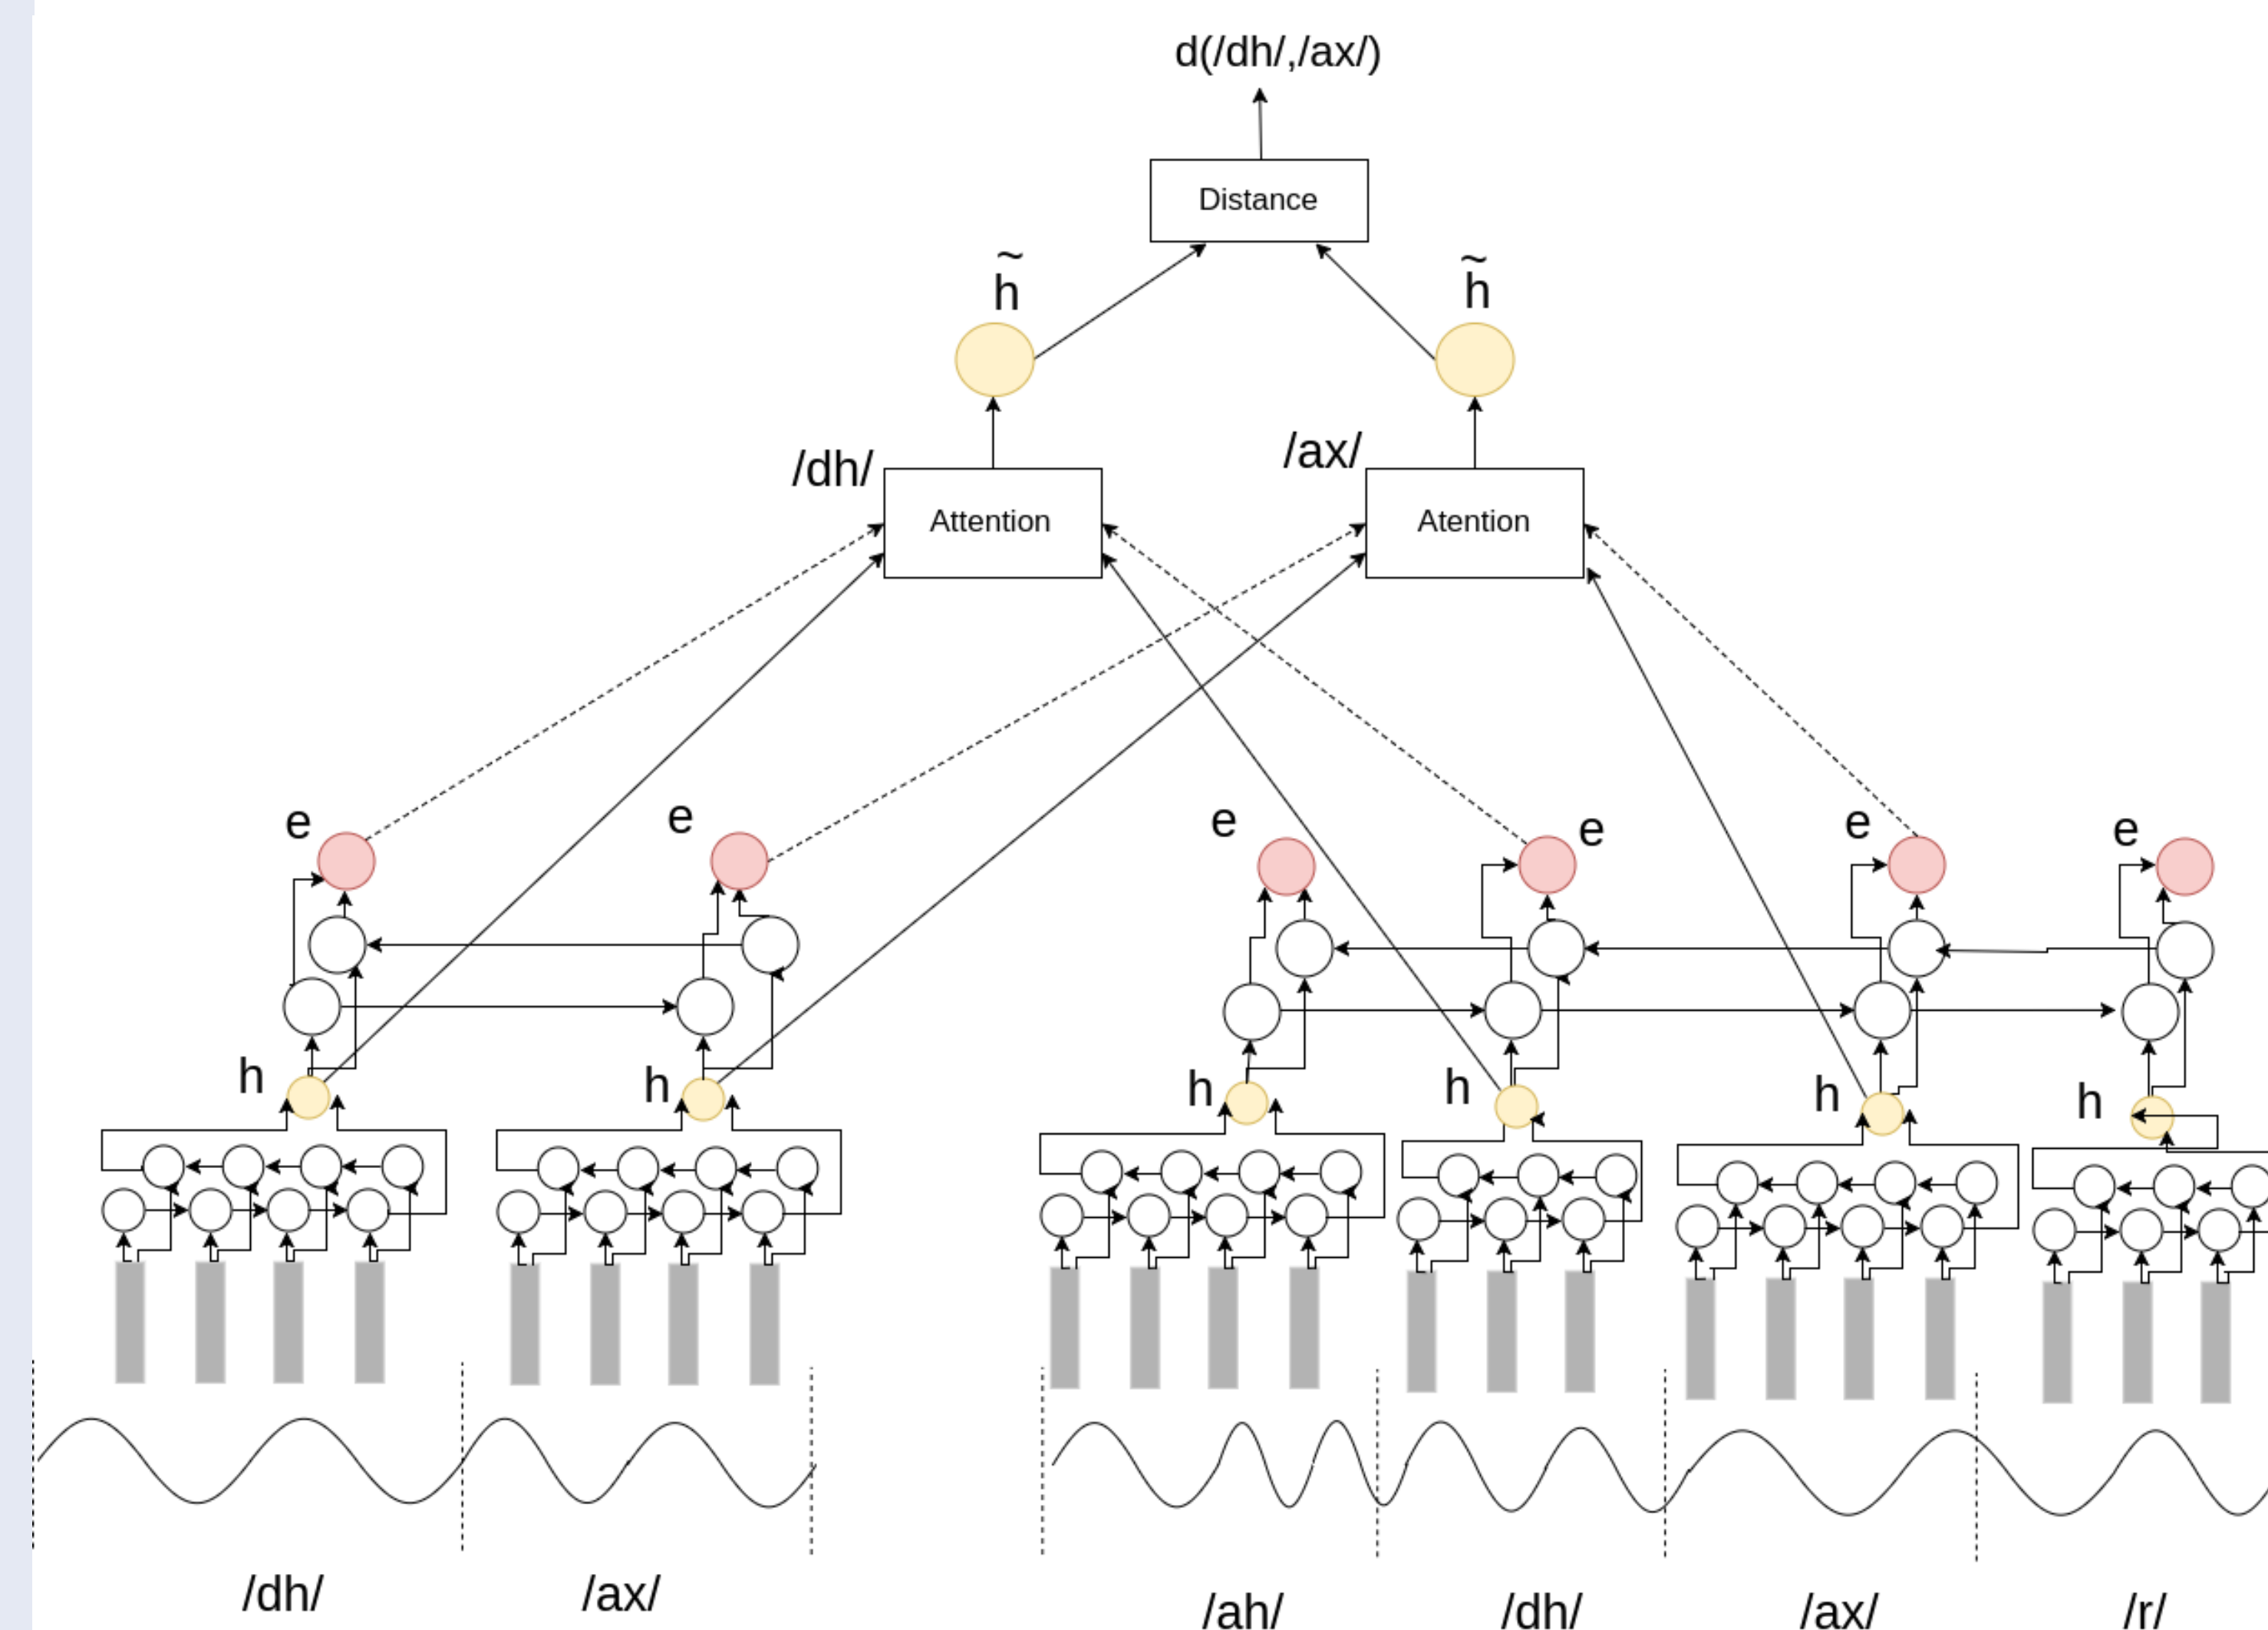 d(/dh/,/ax/)
Distance
~ ~
h h
/dh/ /ax/
Attention Atention
e e e e e e
h h h h h h
/dh/ /ax/ /ah/ /dh/ /ax/ /r/